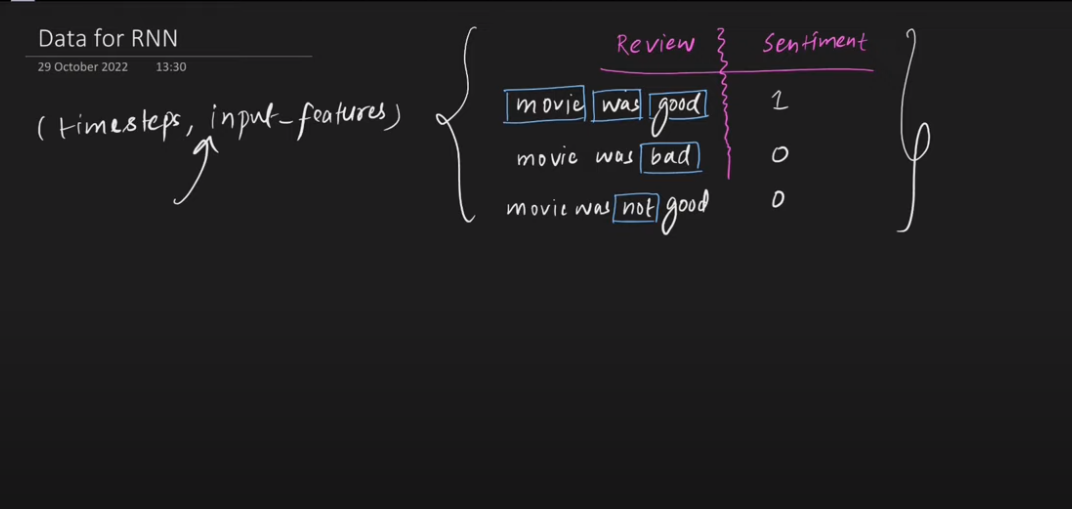 Data for RNN
29 October 2022 13:30
(timesteps, input-features)
Review Sentiment
movie was good 1
movie was bad 0
movie was not good 0